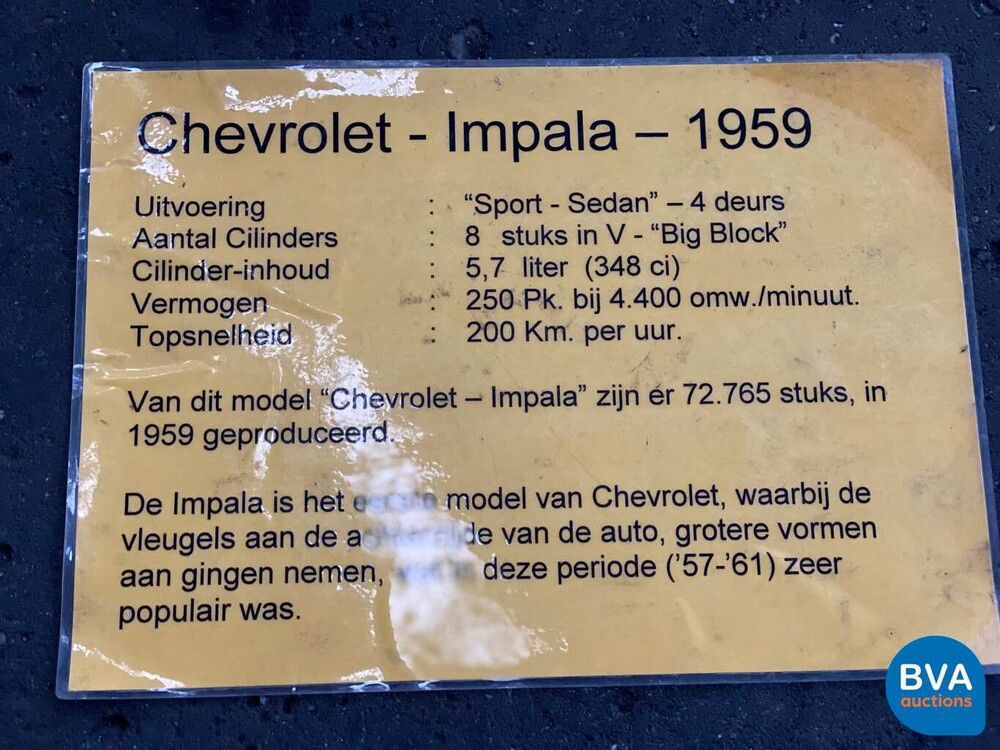 Chevrolet - Impala – 1959
Uitvoering : “Sport - Sedan” – 4 deurs
Aantal Cilinders : 8 stuks in V - “Big Block”
Cilinder-inhoud : 5,7 liter (348 ci)
Vermogen : 250 Pk. bij 4.400 omw./minuut.
Topsnelheid : 200 Km. per uur.
Van dit model “Chevrolet – Impala” zijn er 72.765 stuks, in
1959 geproduceerd.
De Impala is het eerste model van Chevrolet, waarbij de
vleugels aan de achterzijde van de auto, grotere vormen
aan gingen nemen, deze periode (’57-’61) zeer
populair was.
BVA
auctions